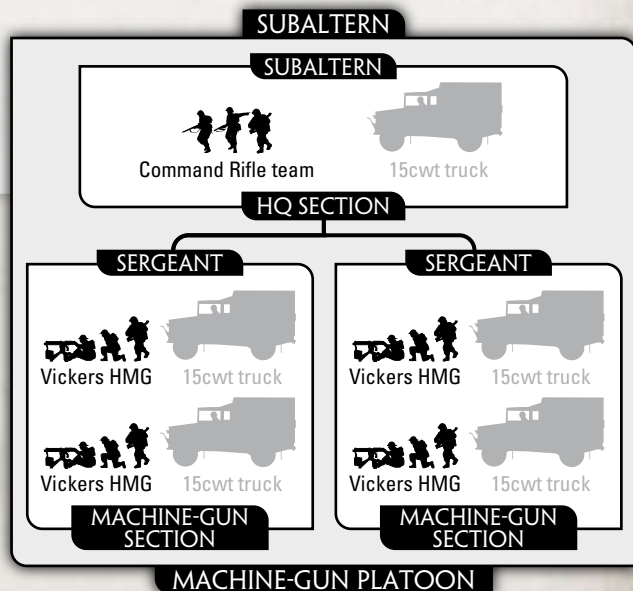 SUBALTERN
SUBALTERN
Command Rifle team
15cwt truck
HQ SECTION
SERGEANT
Vickers HMG
15cwt truck
Vickers HMG
15cwt truck
MACHINE-GUN
SECTION
SERGEANT
Vickers HMG
15cwt truck
Vickers HMG
15cwt truck
MACHINE-GUN
SECTION
MACHINE-GUN PLATOON